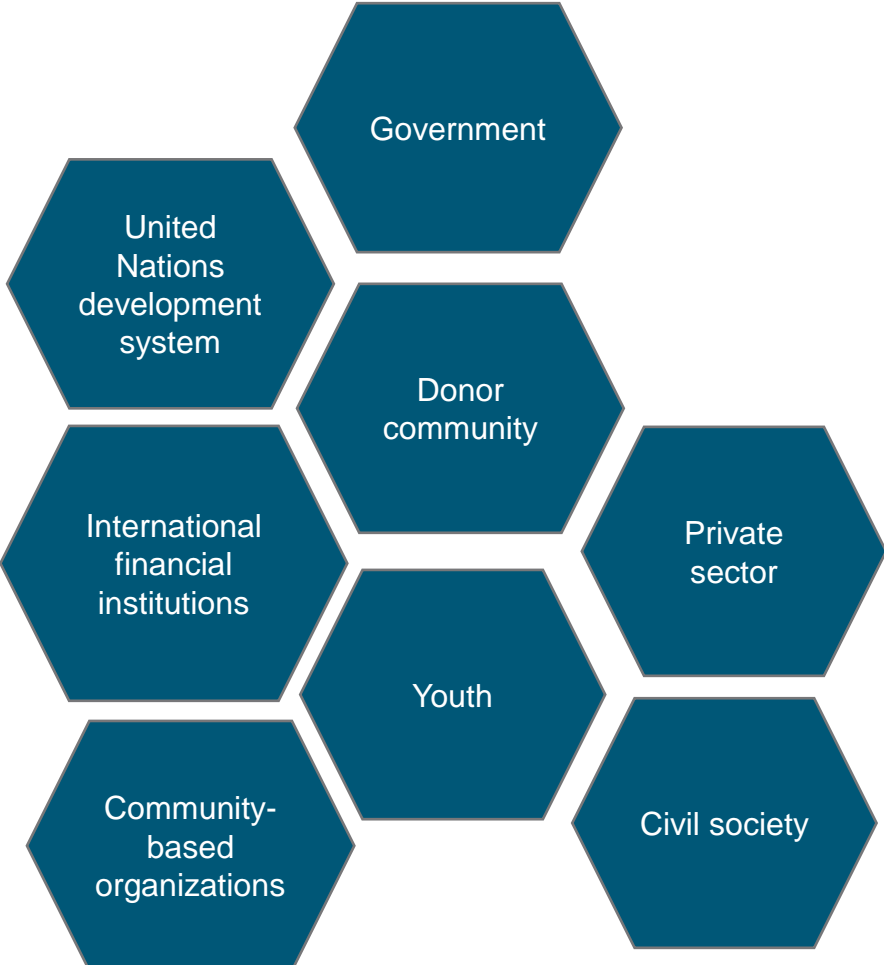 Government
United
Nations
development
system
Donor
community
International
financial
institutions
Private
sector
Youth
Community-
based
organizations
Civil society